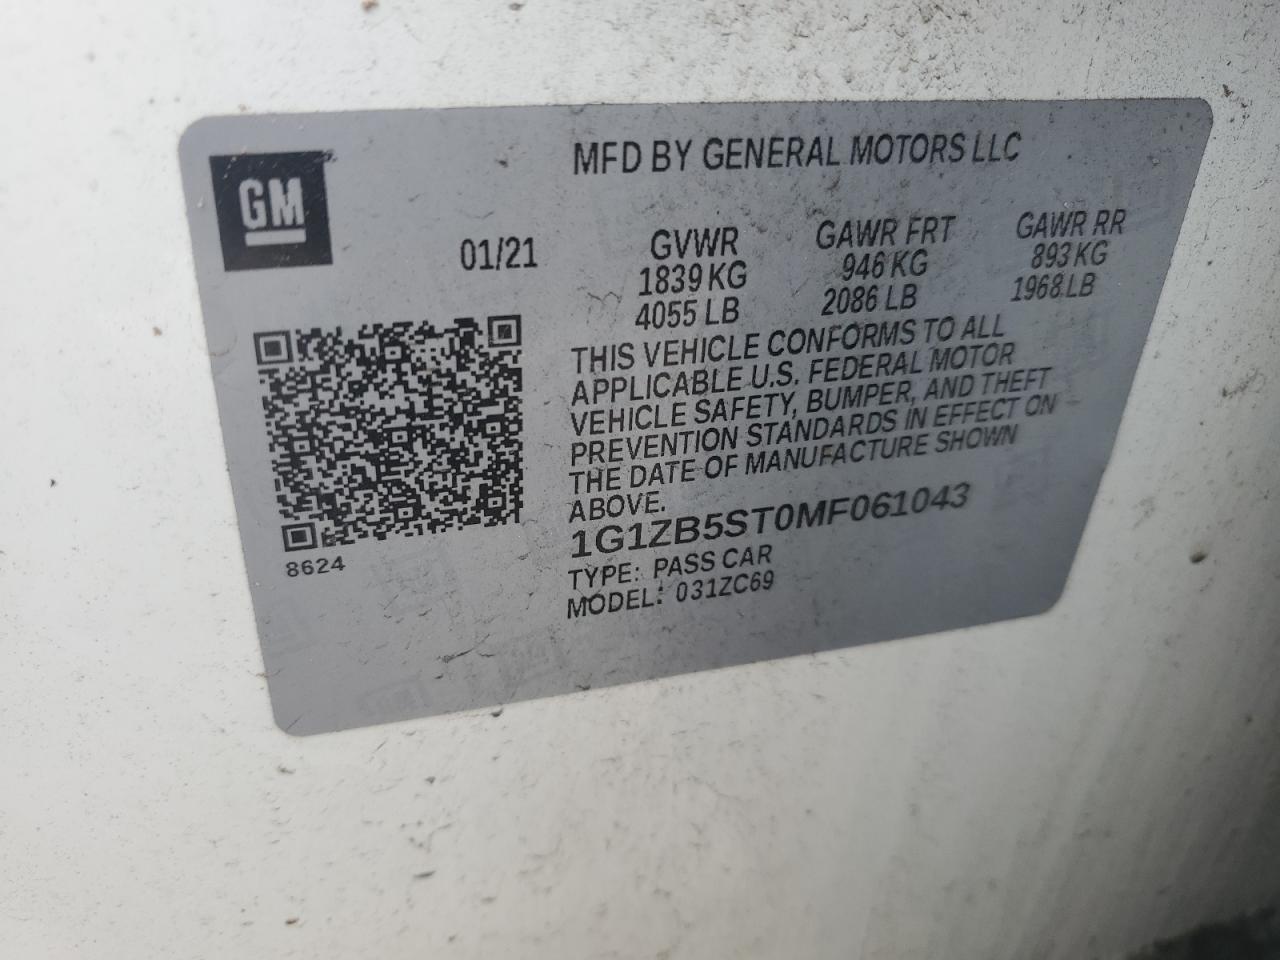 GM
MFD BY GENERAL MOTORS LLC
01/21
GVWR
1839 KG
4055 LB
GAWR FRT
946 KG
2086 LB
GAWR RR
893 KG
1968 LB
THIS VEHICLE CONFORMS TO ALL
APPLICABLE U.S. FEDERAL MOTOR
VEHICLE SAFETY, BUMPER, AND THEFT
PREVENTION STANDARDS IN EFFECT ON
THE DATE OF MANUFACTURE SHOWN
ABOVE.
1G1ZB5ST0MF061043
TYPE: PASS CAR
MODEL: 031ZC69
8624